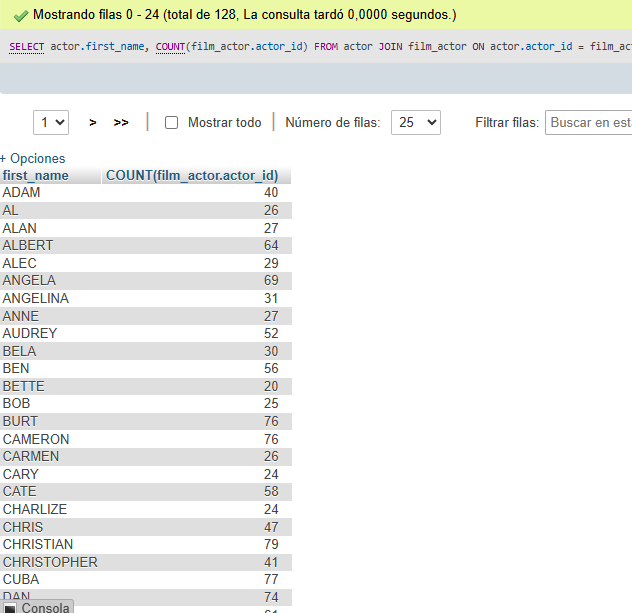 Mostrando filas 0 - 24 (total de 128, La consulta tardó 0,0000 segundos.)
SELECT actor.first_name, COUNT(film_actor.actor_id) FROM actor JOIN film_actor ON actor.actor_id = film_ac
1 > >> Mostrar todo Número de filas: 25 Filtrar filas: Buscar en est
+ Opciones
first_name COUNT(film_actor.actor_id)
ADAM 40
AL 26
ALAN 27
ALBERT 64
ALEC 29
ANGELA 69
ANGELINA 31
ANNE 27
AUDREY 52
BELA 30
BEN 56
BETTE 20
BOB 25
BURT 76
CAMERON 76
CARMEN 26
CARY 24
CATE 58
CHARLIZE 24
CHRIS 47
CHRISTIAN 79
CHRISTOPHER 41
CUBA 77
DAN 74
Consola